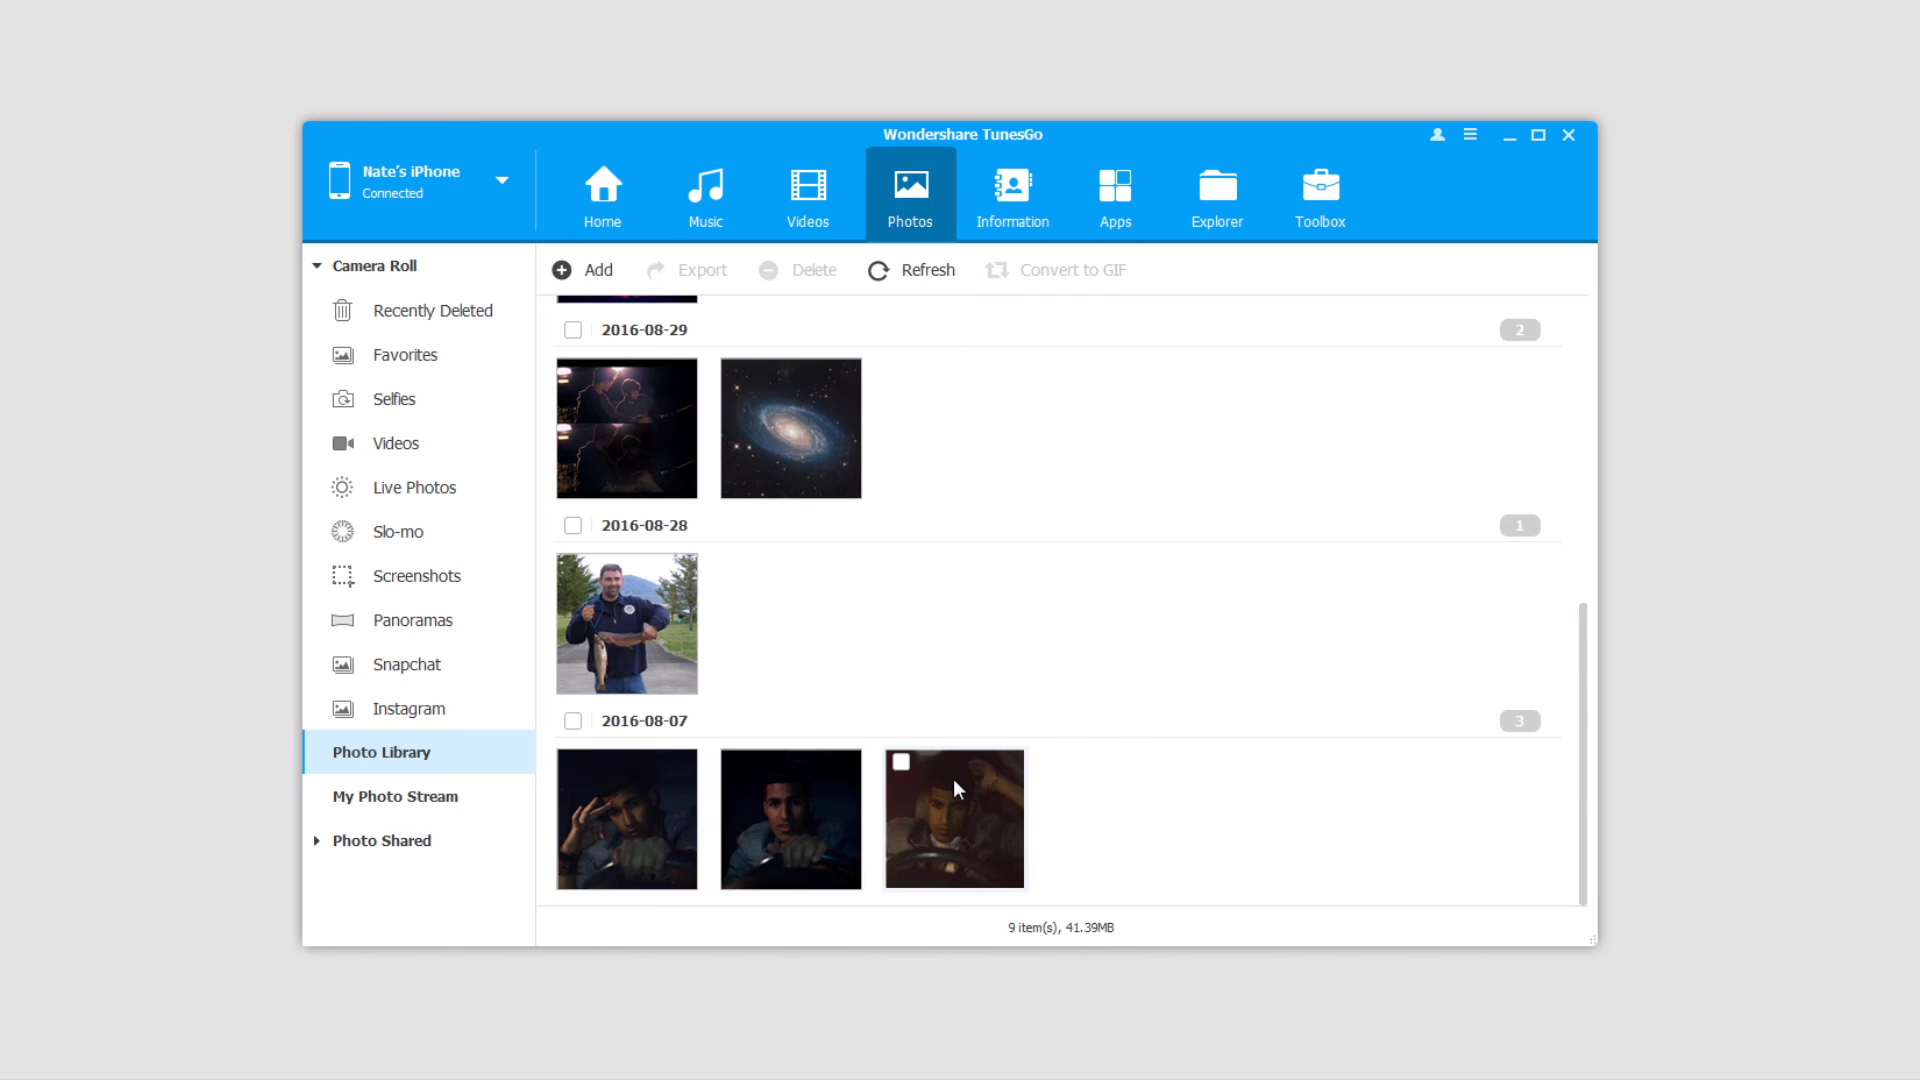 Wondershare TunesGo
Nate's iPhone
Connected
Home
Music
Videos
Photos
Information
Apps
Explorer
Toolbox
Camera Roll
Recently Deleted
Favorites
Selfies
Videos
Live Photos
Slo-mo
Screenshots
Panoramas
Snapchat
Instagram
Photo Library
My Photo Stream
Photo Shared
Add
Export
Delete
Refresh
Convert to GIF
2016-08-29
2
2016-08-28
1
2016-08-07
3
9 item(s), 41.39MB